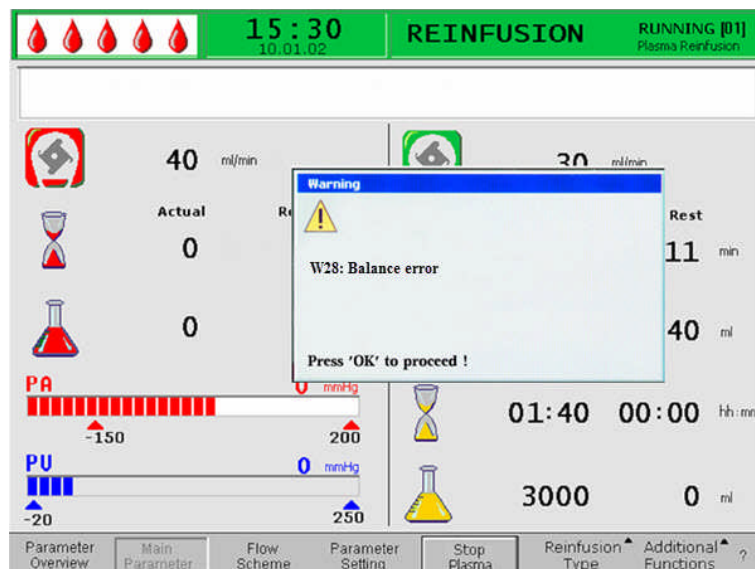 15:30
10.01.02
REINFUSION
RUNNING [01]
Plasma Reinfusion
40 ml/min
30 ml/min
Warning
Actual
Rest
W28: Balance error
0
11 min
0
40 ml
Press 'OK' to proceed !
PA
0 mmHg
-150
200
01:40 00:00 hh:mm
PV
0 mmHg
-20
250
3000 0 ml
Parameter Overview
Main Parameter
Flow Scheme
Parameter Setting
Stop Plasma
Reinfusion Type
Additional Functions
?